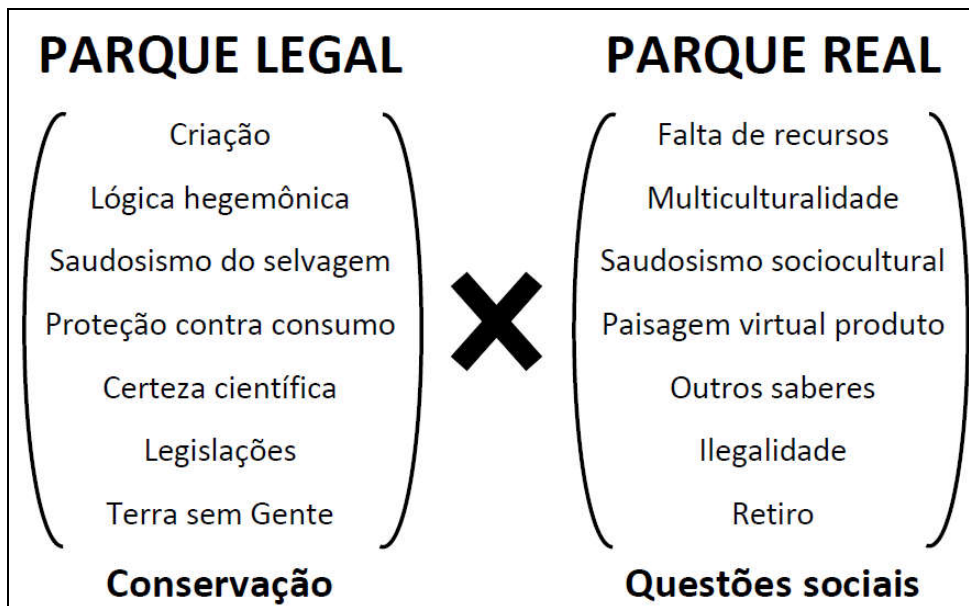 PARQUE LEGAL
Criação
Lógica hegemônica
Saudosismo do selvagem
Proteção contra consumo
Certeza científica
Legislações
Terra sem Gente
Conservação
PARQUE REAL
Falta de recursos
Multiculturalidade
Saudosismo sociocultural
Paisagem virtual produto
Outros saberes
Ilegalidade
Retiro
Questões sociais